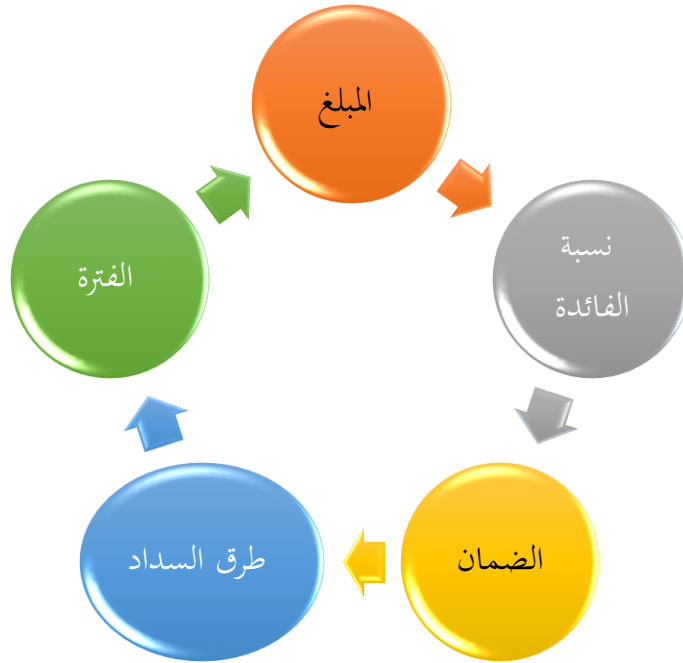 المبلغ
نسبة
الفائدة
الضمان
طرق السداد
الفترة